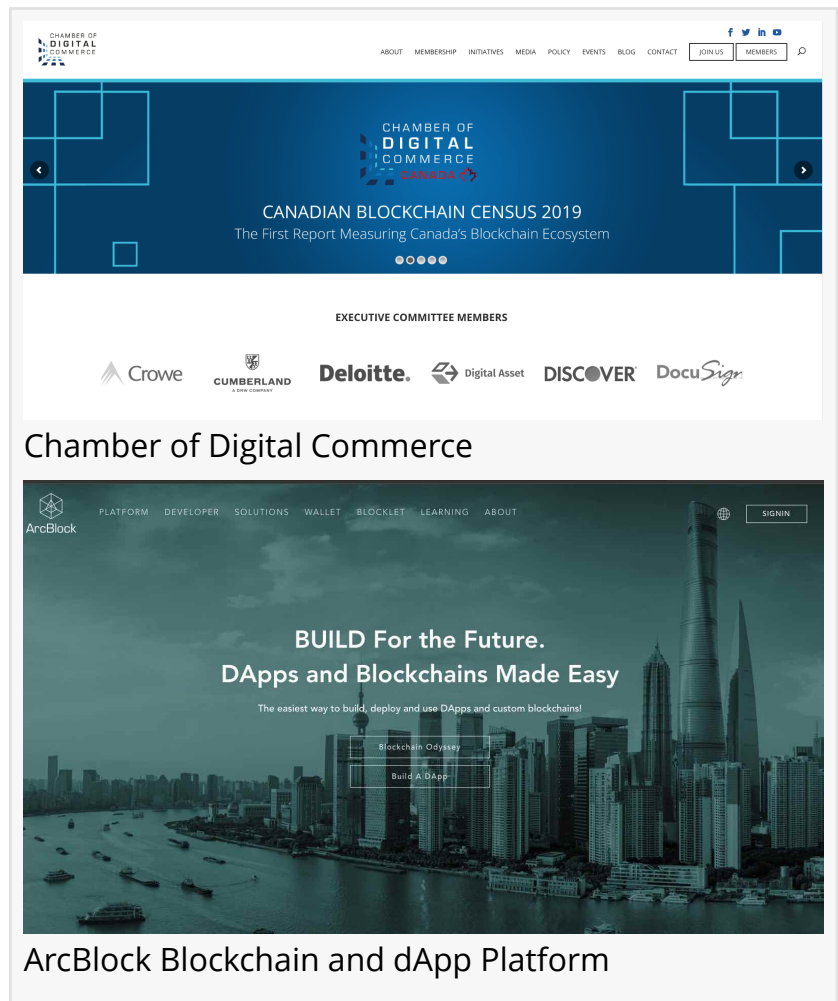 CHAMBER OF
DIGITAL
COMMERCE
ABOUT MEMBERSHIP INITIATIVES MEDIA POLICY EVENTS BLOG CONTACT JOIN US MEMBERS
CHAMBER OF
DIGITAL
COMMERCE
CANADA
CANADIAN BLOCKCHAIN CENSUS 2019
The First Report Measuring Canada's Blockchain Ecosystem
EXECUTIVE COMMITTEE MEMBERS
Crowe CUMBERLAND Deloitte. Digital Asset DISCOVER DocuSign
A DRW COMPANY
Chamber of Digital Commerce
ArcBlock PLATFORM DEVELOPER SOLUTIONS WALLET BLOCKLET LEARNING ABOUT SIGNIN
BUILD For the Future.
DApps and Blockchains Made Easy
The easiest way to build, deploy and use DApps and custom blockchains!
Blockchain Odyssey
Build A DApp
ArcBlock Blockchain and dApp Platform